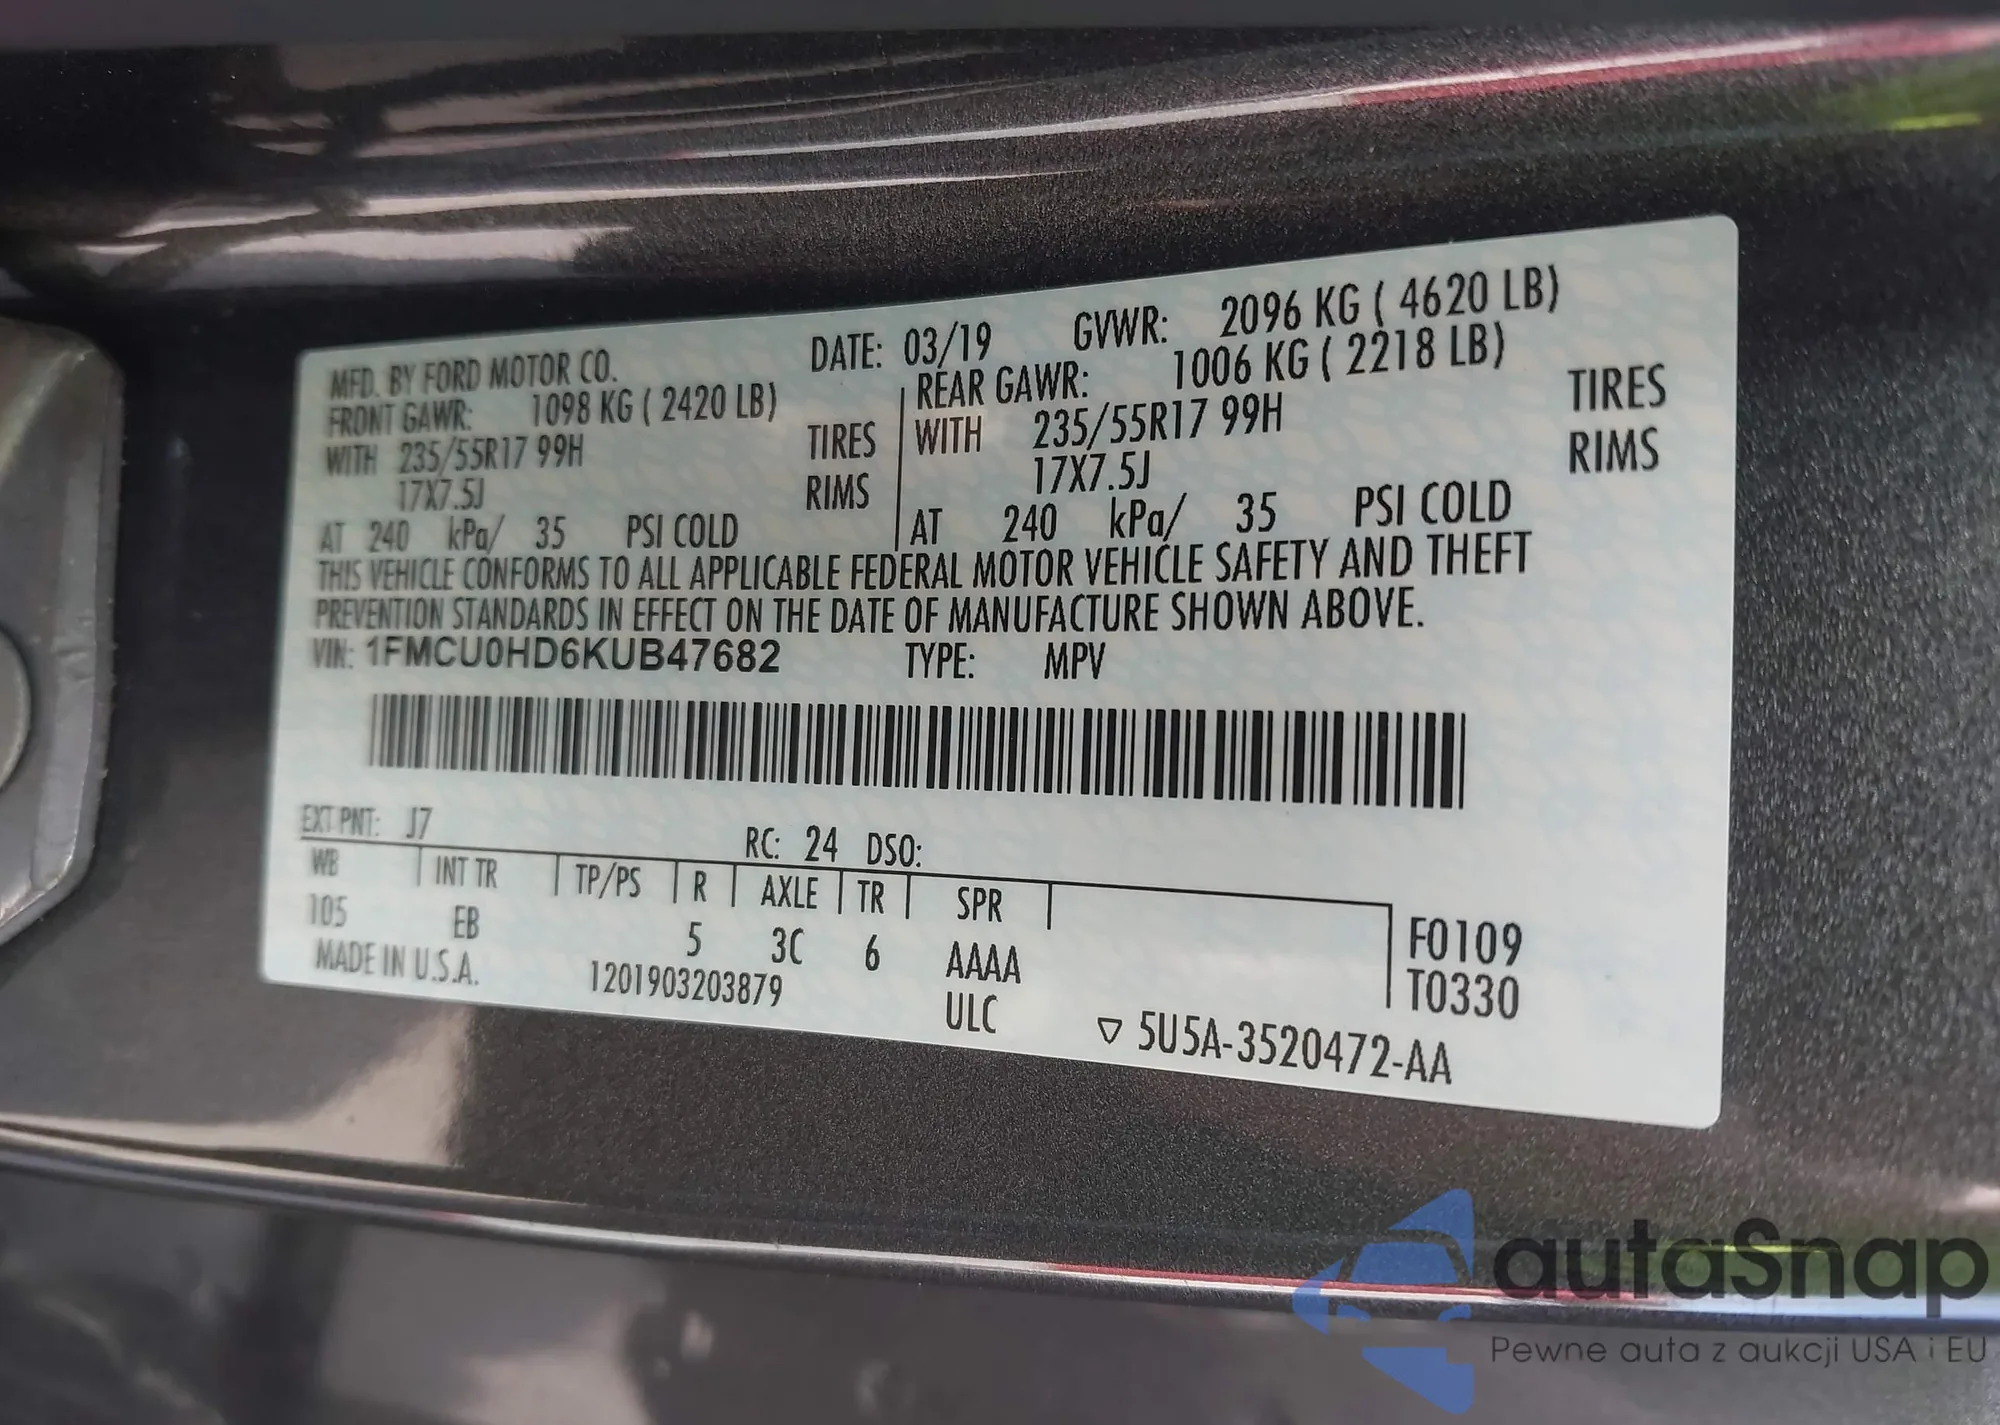 MFD. BY FORD MOTOR CO. DATE: 03/19 GVWR: 2096 KG ( 4620 LB)
FRONT GAWR: 1098 KG ( 2420 LB) REAR GAWR: 1006 KG ( 2218 LB)
WITH 235/55R17 99H TIRES WITH 235/55R17 99H TIRES
17X7.5J RIMS 17X7.5J RIMS
AT 240 kPa/ 35 PSI COLD AT 240 kPa/ 35 PSI COLD
THIS VEHICLE CONFORMS TO ALL APPLICABLE FEDERAL MOTOR VEHICLE SAFETY AND THEFT
PREVENTION STANDARDS IN EFFECT ON THE DATE OF MANUFACTURE SHOWN ABOVE.
VIN: 1FMCU0HD6KUB47682 TYPE: MPV
EXT PNT: J7 RC: 24 DSO:
WB INT TR TP/PS R AXLE TR SPR
105 EB 5 3C 6 AAAA F0109
MADE IN U.S.A. 1201903203879 ULC T0330
▽ 5U5A-3520472-AA
autaSnap
Pewne auta z aukcji USA i EU